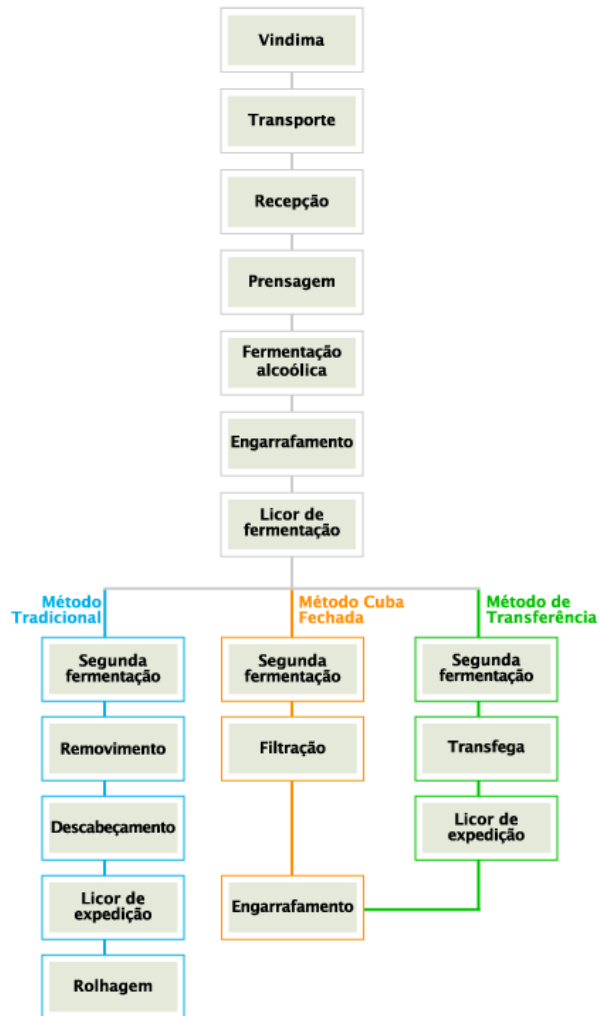 Vindima
Transporte
Recepção
Prensagem
Fermentação
alcoólica
Engarrafamento
Licor de
fermentação
Método
Tradicional
Segunda
fermentação
Removimento
Descabeçamento
Licor de
expedição
Rolhagem
Método Cuba
Fechada
Segunda
fermentação
Filtração
Engarrafamento
Método de
Transferência
Segunda
fermentação
Transfega
Licor de
expedição